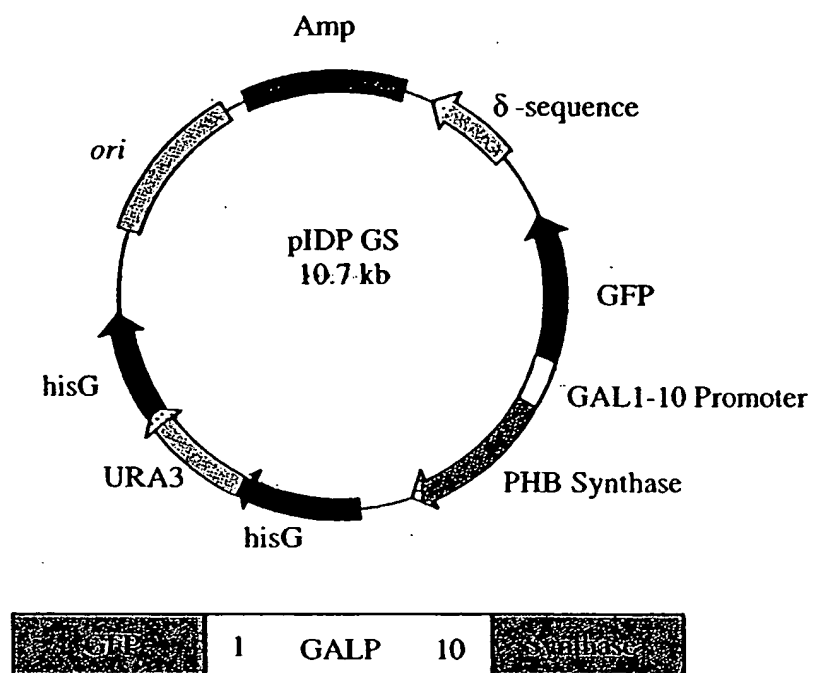 Amp
δ-sequence
ori
pIDP GS
10.7 kb
GFP
GAL1-10 Promoter
hisG
URA3
PHB Synthase
hisG
GFP 1 GALP 10 Synthase